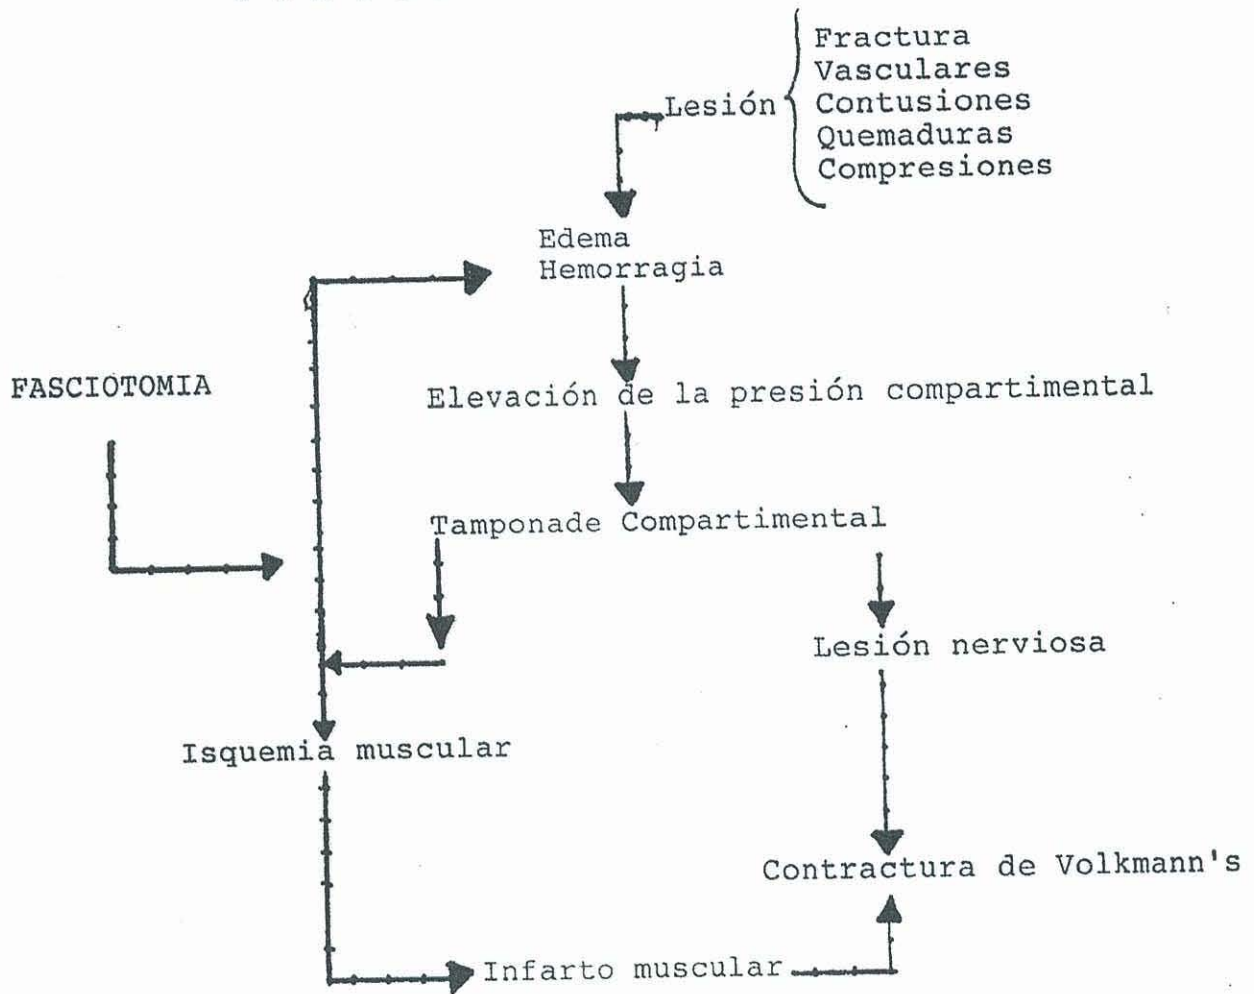 Fractura
Vasculares
Lesión Contusiones
Quemaduras
Compresiones
Edema
Hemorragia
FASCIOTOMIA
Elevación de la presión compartimental
Tamponade Compartimental
Lesión nerviosa
Isquemia muscular
Contractura de Volkmann's
Infarto muscular